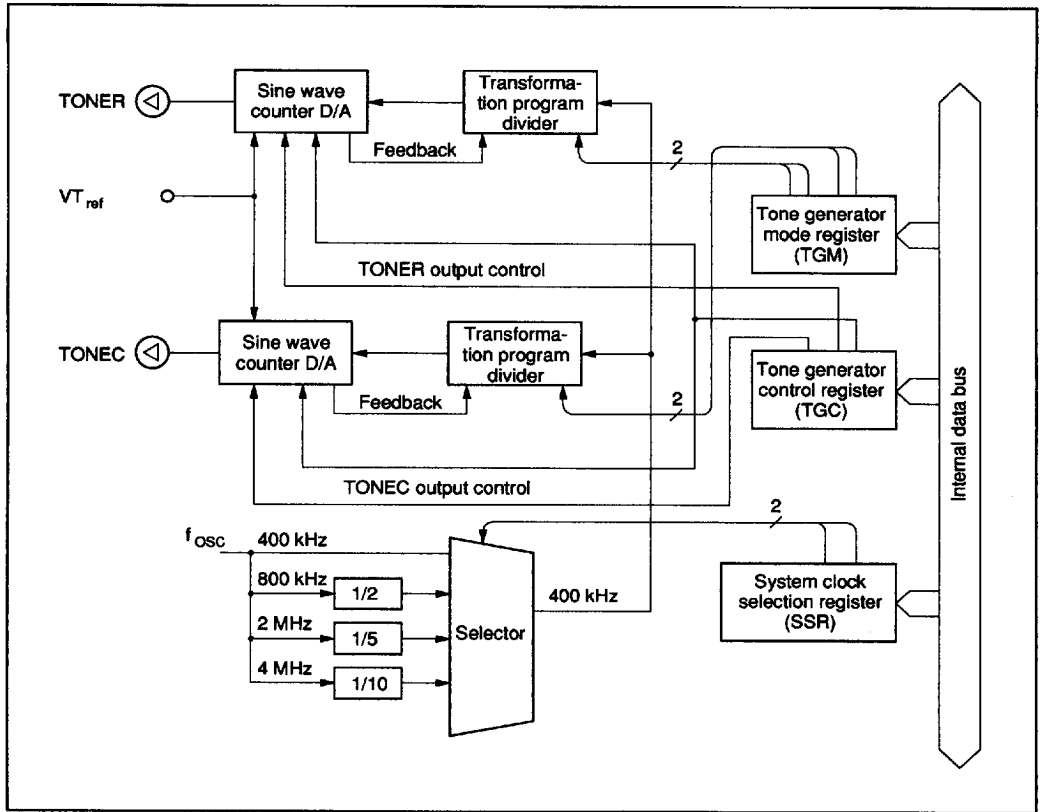 TONER
Sine wave
counter D/A
Transforma-
tion program
divider
Feedback
2
VT ref
Tone generator
mode register
(TGM)
TONER output control
TONEC
Sine wave
counter D/A
Transforma-
tion program
divider
Feedback
2
Tone generator
control register
(TGC)
Internal data bus
TONEC output control
f OSC
400 kHz
800 kHz
1/2
2 MHz
1/5
4 MHz
1/10
Selector
400 kHz
2
System clock
selection register
(SSR)